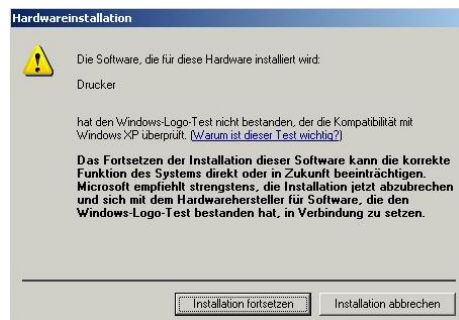 Hardwareinstallation
Die Software, die für diese Hardware installiert wird:
Drucker
hat den Windows-Logo-Test nicht bestanden, der die Kompatibilität mit
Windows XP überprüft. (Warum ist dieser Test wichtig?)
Das Fortsetzen der Installation dieser Software kann die korrekte
Funktion des Systems direkt oder in Zukunft beeinträchtigen.
Microsoft empfiehlt strengstens, die Installation jetzt abzubrechen
und sich mit dem Hardwarehersteller für Software, die den
Windows-Logo-Test bestanden hat, in Verbindung zu setzen.
Installation fortsetzen Installation abbrechen